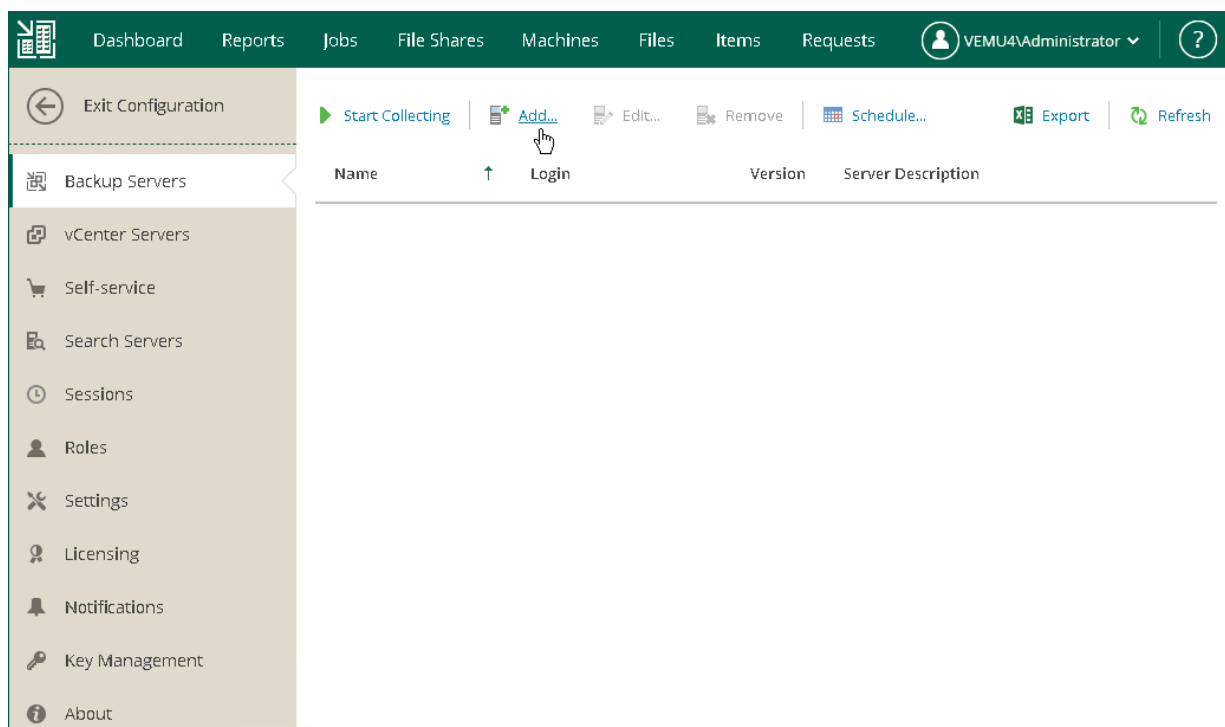 Dashboard Reports Jobs File Shares Machines Files Items Requests VEMU4\Administrator ?
Exit Configuration
Start Collecting Add... Edit... Remove Schedule... Export Refresh
Name Login Version Server Description
Backup Servers
vCenter Servers
Self-service
Search Servers
Sessions
Roles
Settings
Licensing
Notifications
Key Management
About